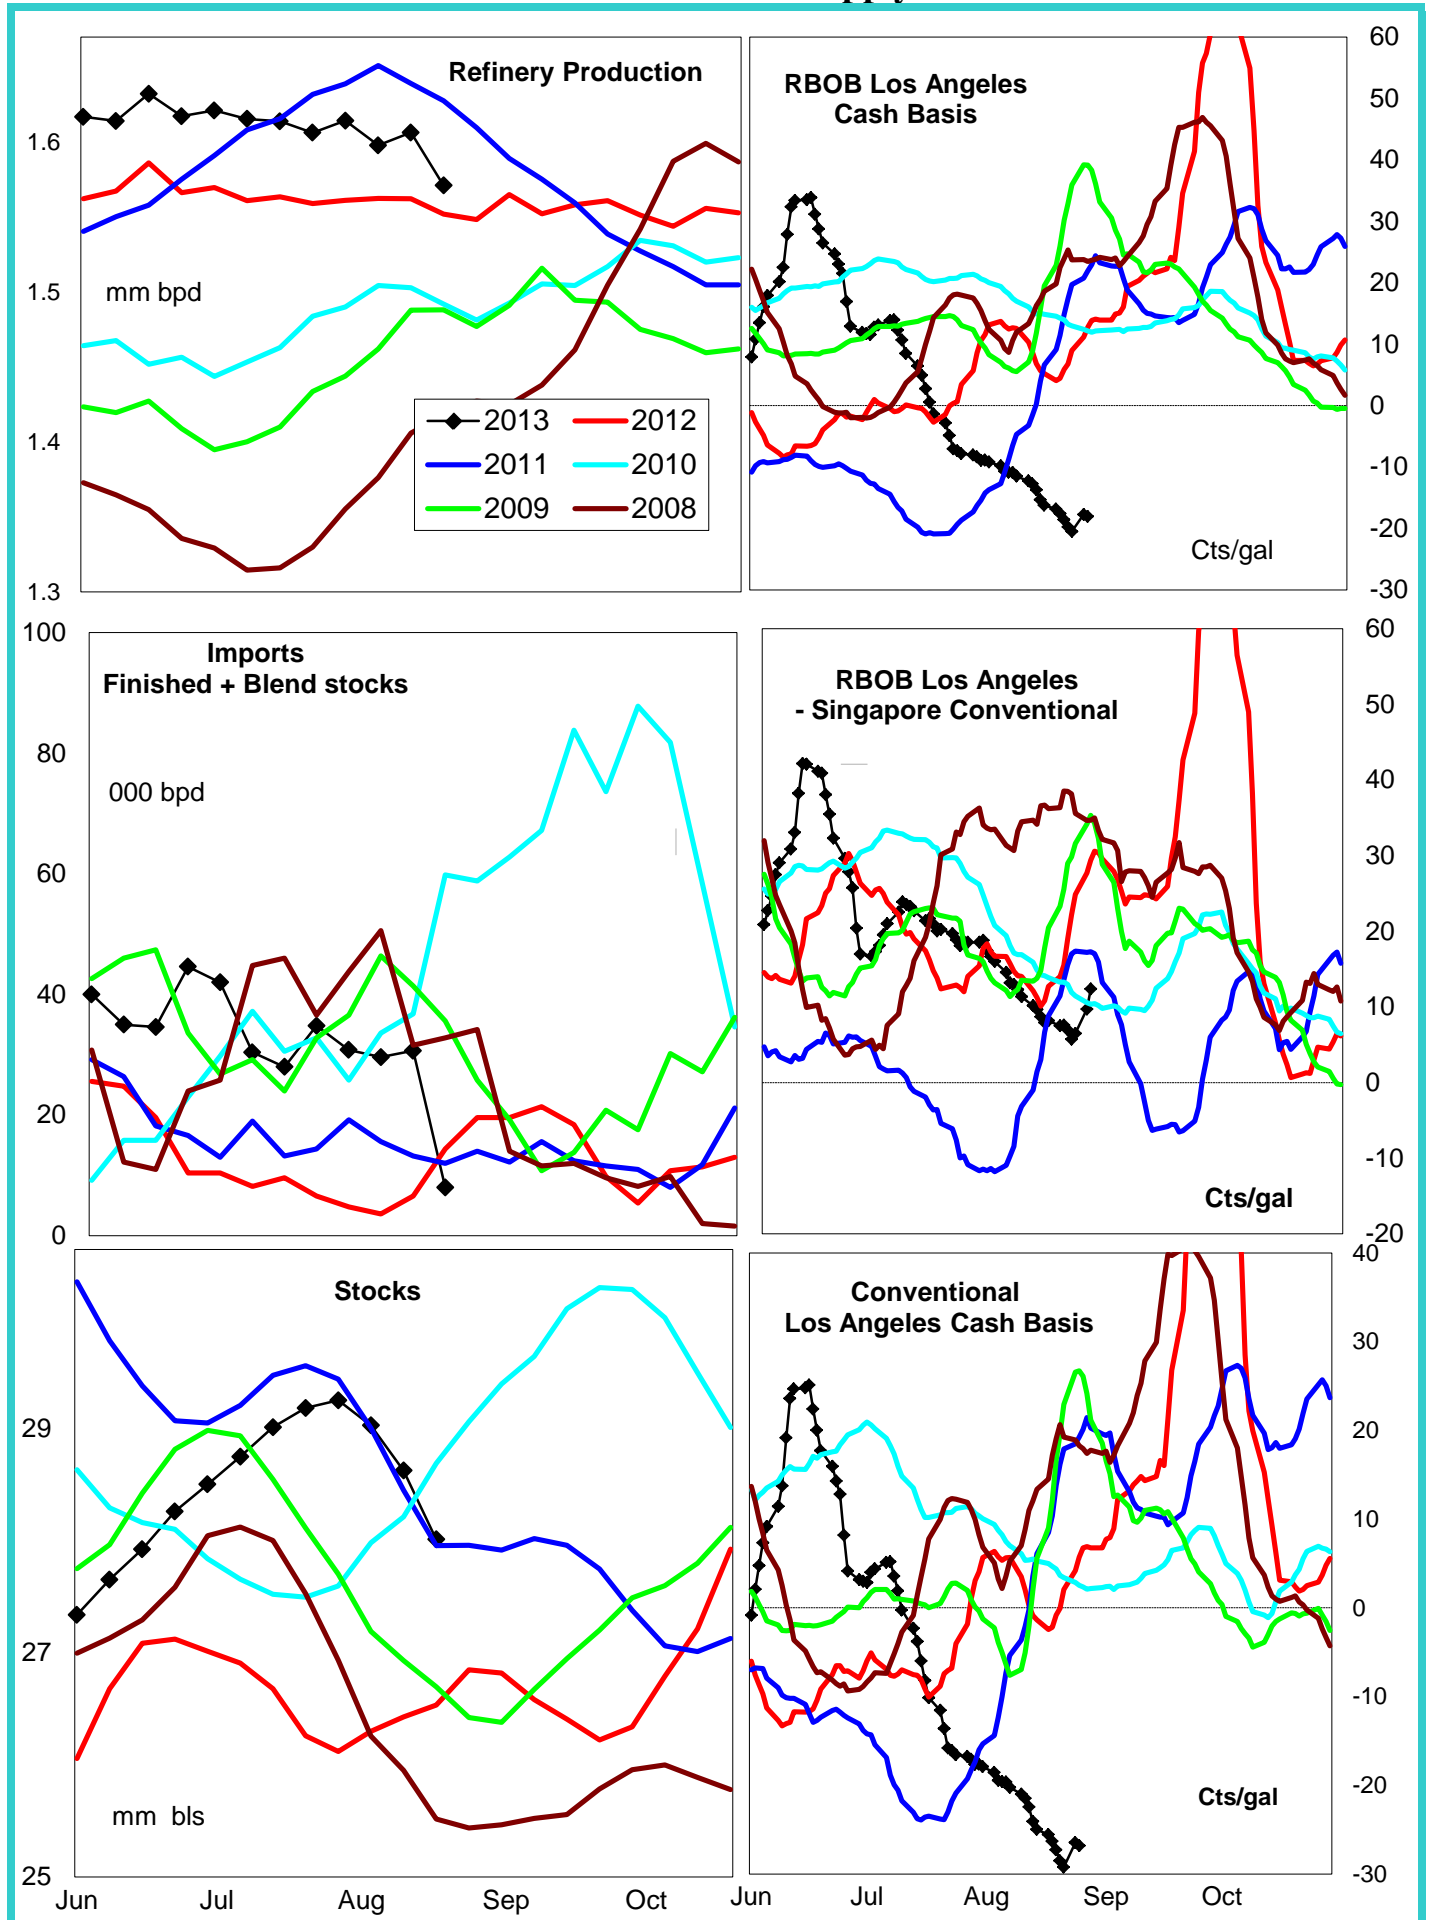 Refinery Production
1.6
mm bpd
1.5
1.4
1.3
2013 2012
2011 2010
2009 2008
RBOB Los Angeles
Cash Basis
60
50
40
30
20
10
0
-10
-20
-30
Cts/gal
100
80
60
40
20
0
Imports
Finished + Blend stocks
000 bpd
RBOB Los Angeles
- Singapore Conventional
60
50
40
30
20
10
0
-10
-20
Cts/gal
Stocks
29
27
25
mm bls
Jun Jul Aug Sep Oct
Conventional
Los Angeles Cash Basis
40
30
20
10
0
-10
-20
-30
Cts/gal
Jun Jul Aug Sep Oct